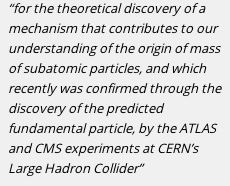 “for the theoretical discovery of a
mechanism that contributes to our
understanding of the origin of mass
of subatomic particles, and which
recently was confirmed through the
discovery of the predicted
fundamental particle, by the ATLAS
and CMS experiments at CERN’s
Large Hadron Collider”